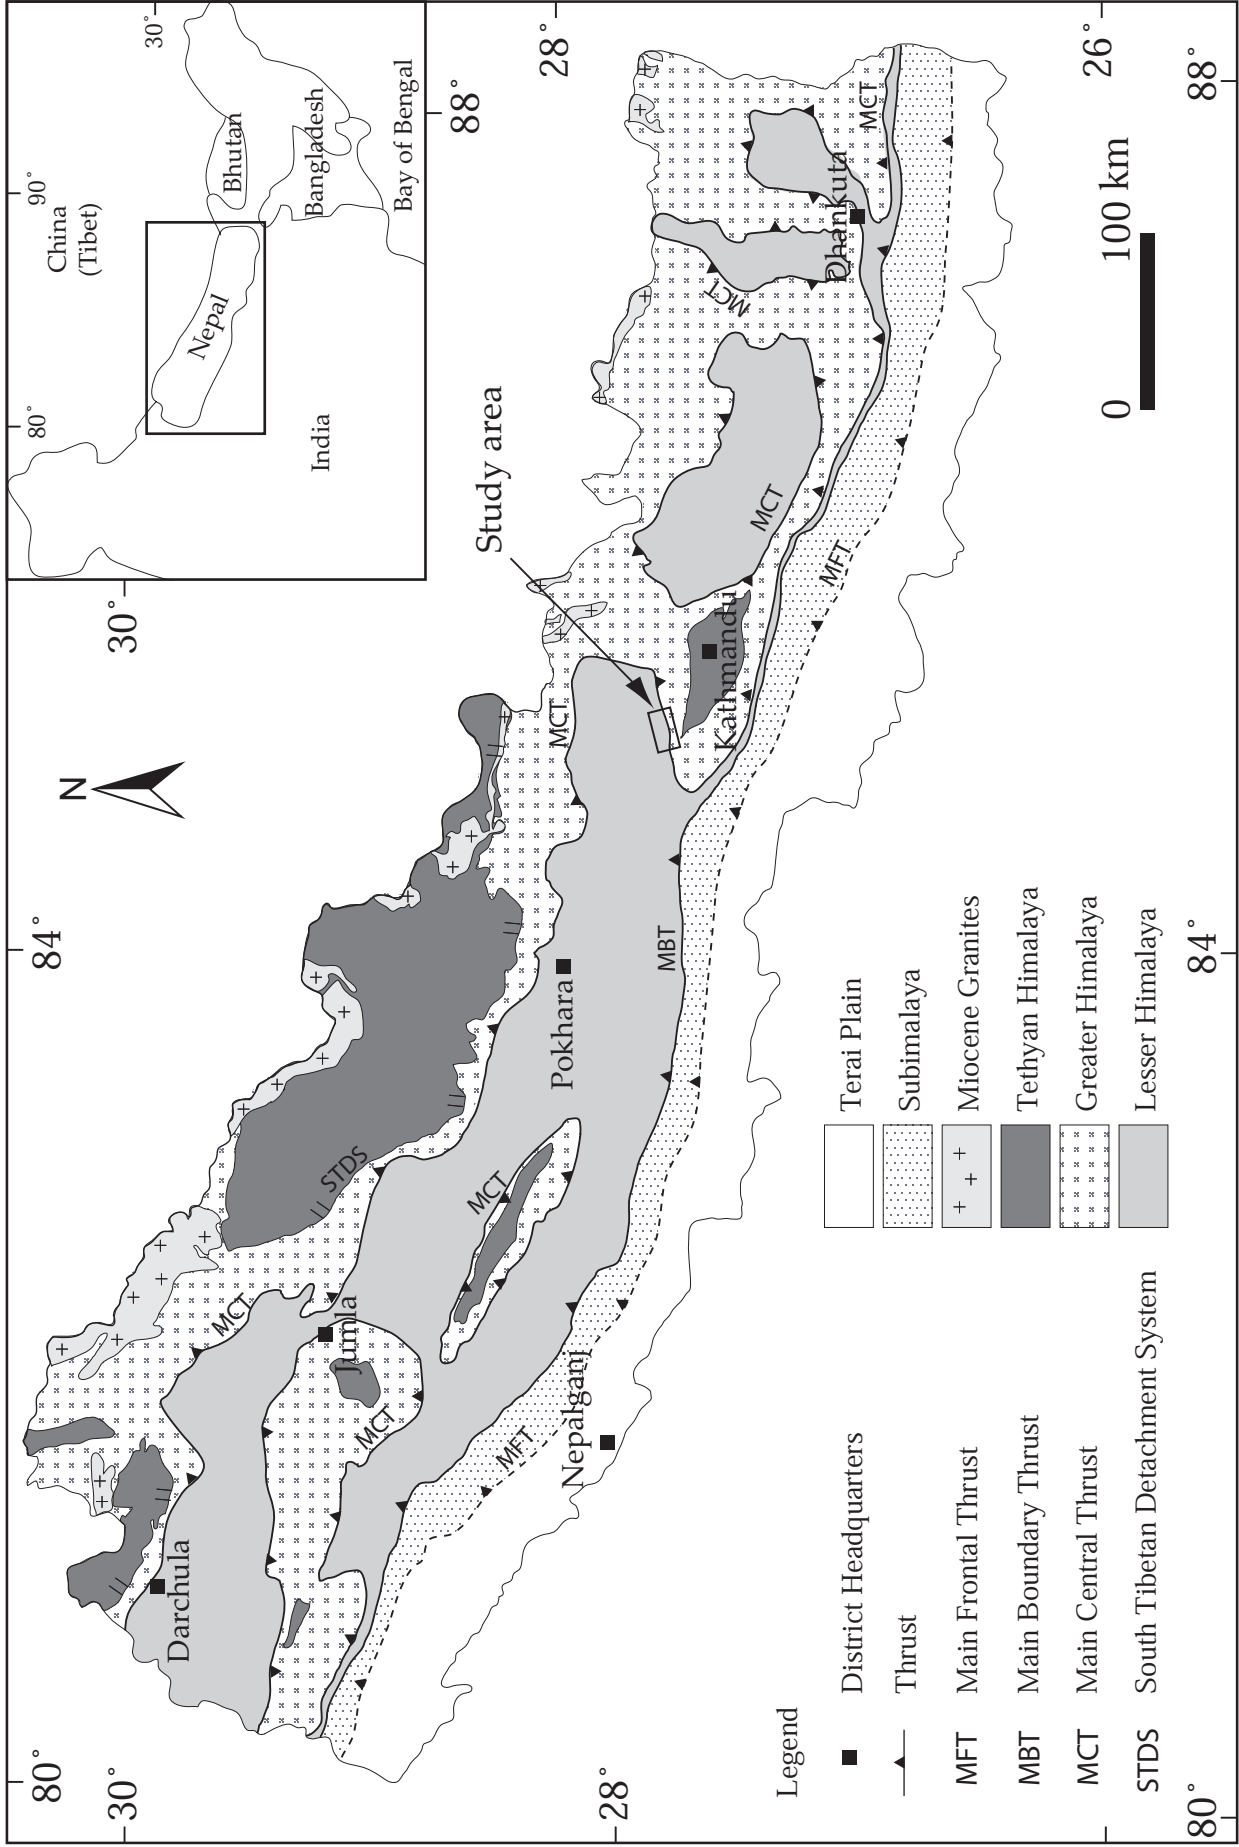 80°
84°
88°
30°
30°
28°
28°
26°
80°
84°
88°
N
China
(Tibet)
80°
90°
30°
Nepal
Bhutan
Bangladesh
India
Bay of Bengal
Study area
Darchula
Jumla
Nepalganj
Pokhara
Kathmandu
Dhankuta
MCT
MCT
MCT
MCT
MCT
MCT
MCT
STDS
MBT
MFT
MFT
0
100 km
Legend
District Headquarters
Thrust
MFT Main Frontal Thrust
MBT Main Boundary Thrust
MCT Main Central Thrust
STDS South Tibetan Detachment System
Terai Plain
Subimalaya
Miocene Granites
Tethyan Himalaya
Greater Himalaya
Lesser Himalaya